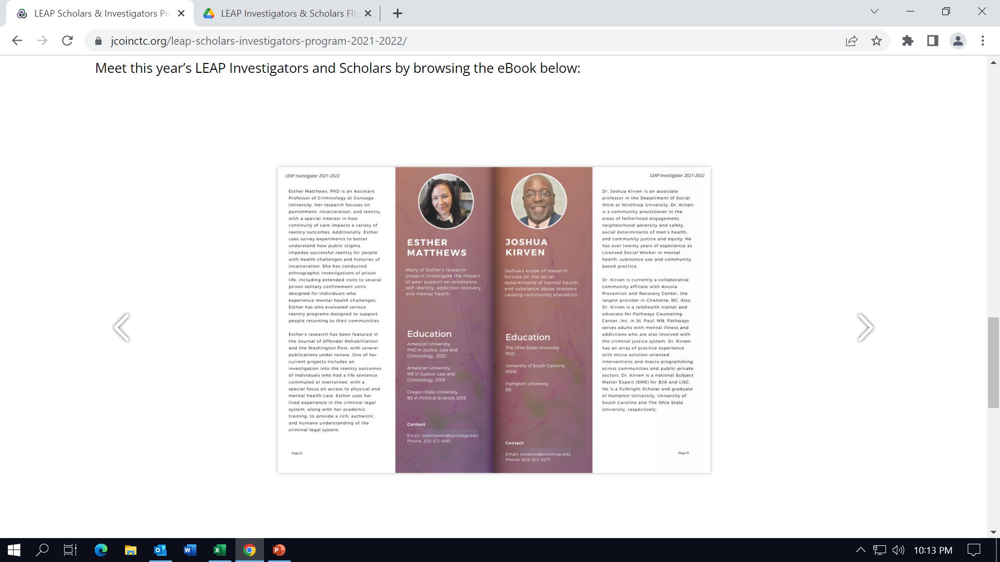 LEAP Scholars & Investigators Pro
LEAP Investigators & Scholars Fli
jcoinctc.org/leap-scholars-investigators-program-2021-2022/
Meet this year’s LEAP Investigators and Scholars by browsing the eBook below:
LEAP Investigator 2021-2022
Esther Matthews, PhD is an Assistant
Professor of Criminology at Gonzaga
University. Her research focuses on
punishment, incarceration, and reentry,
with a special interest in how
continuity of care impacts a variety of
reentry outcomes. Additionally, Esther
uses survey experiments to better
understand how public stigma
impedes successful reentry for people
with health challenges and histories of
incarceration. She has conducted
ethnographic investigations of prison
life, including extended visits to several
prison solitary confinement units
designed for individuals who
experience mental health challenges.
Esther has also evaluated various
reentry programs designed to support
people returning to their communities.
Esther's research has been featured in
the Journal of Offender Rehabilitation
and the Washington Post, with several
publications under review. One of her
current projects includes an
investigation into the reentry outcomes
of individuals who had a life sentence
commuted or overturned, with a
special focus on access to physical and
mental health care. Esther uses her
lived experience in the criminal legal
system, along with her academic
training, to provide a rich, authentic,
and humane understanding of the
criminal legal system.
Page 12
ESTHER
MATTHEWS
Many of Esther's research
projects investigate the impact
of peer support on desistance,
self-identity, addiction recovery,
and mental health.
Education
American University,
PhD in Justice, Law and
Criminology, 2021
American University,
MS in Justice, Law and
Criminology, 2019
Oregon State University,
BS in Political Science, 2015
Contact
Email: matthewse@gonzaga.edu
Phone: 202-313-1693
JOSHUA
KIRVEN
Joshua's scope of research
focuses on the social
determinants of mental health
and substance abuse stressors
causing community alienation.
Education
The Ohio State University,
PhD
University of South Carolina,
MSW
Hampton University
BS
Contact
Email: kirvenjo@winthrop.edu
Phone: 803-323-4577
LEAP Investigator 2021-2022
Dr. Joshua Kirven is an associate
professor in the Department of Social
Work at Winthrop University. Dr. Kirven
is a community practitioner in the
areas of fatherhood engagement,
neighborhood adversity and safety,
social determinants of men's health,
and community justice and equity. He
has over twenty years of experience as
Licensed Social Worker in mental
health, substance use and community
based practice.
Dr. Kirven is currently a collaborative
community affiliate with Anuvia
Prevention and Recovery Center, the
largest provider in Charlotte, NC. Also,
Dr. Kirven is a telehealth trainer and
advocate for Pathways Counseling
Center, Inc. in St. Paul, MN. Pathways
serves adults with mental illness and
addictions who are also involved with
the criminal justice system. Dr. Kirven
has an array of practice experience
with micro solution-oriented
interventions and macro programming
across communities and public-private
sectors. Dr. Kirven is a national Subject
Matter Expert (SME) for BJA and LISC.
He is a Fulbright Scholar and graduate
of Hampton University, University of
South Carolina and The Ohio State
University, respectively.
Page 13
10:13 PM